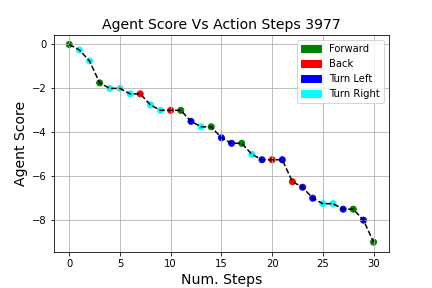 Agent Score Vs Action Steps 3977
Forward
Back
Turn Left
Turn Right
Agent Score
0
−2
−4
−6
−8
0 5 10 15 20 25 30
Num. Steps